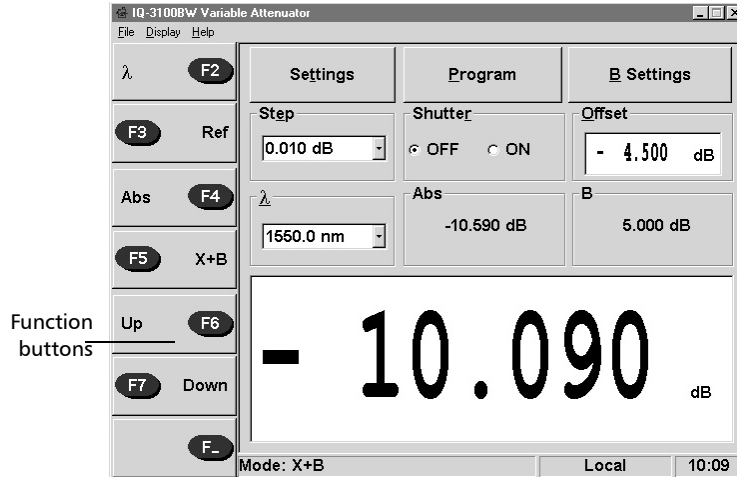 IQ-3100BW Variable Attenuator
File Display Help
λ F2
F3 Ref
Abs F4
F5 X+B
Up F6
F7 Down
F_
Function
buttons
Settings Program B Settings
Step Shutter Offset
0.010 dB OFF ON - 4.500 dB
λ Abs B
1550.0 nm -10.590 dB 5.000 dB
- 10.090 dB
Mode: X+B Local 10:09